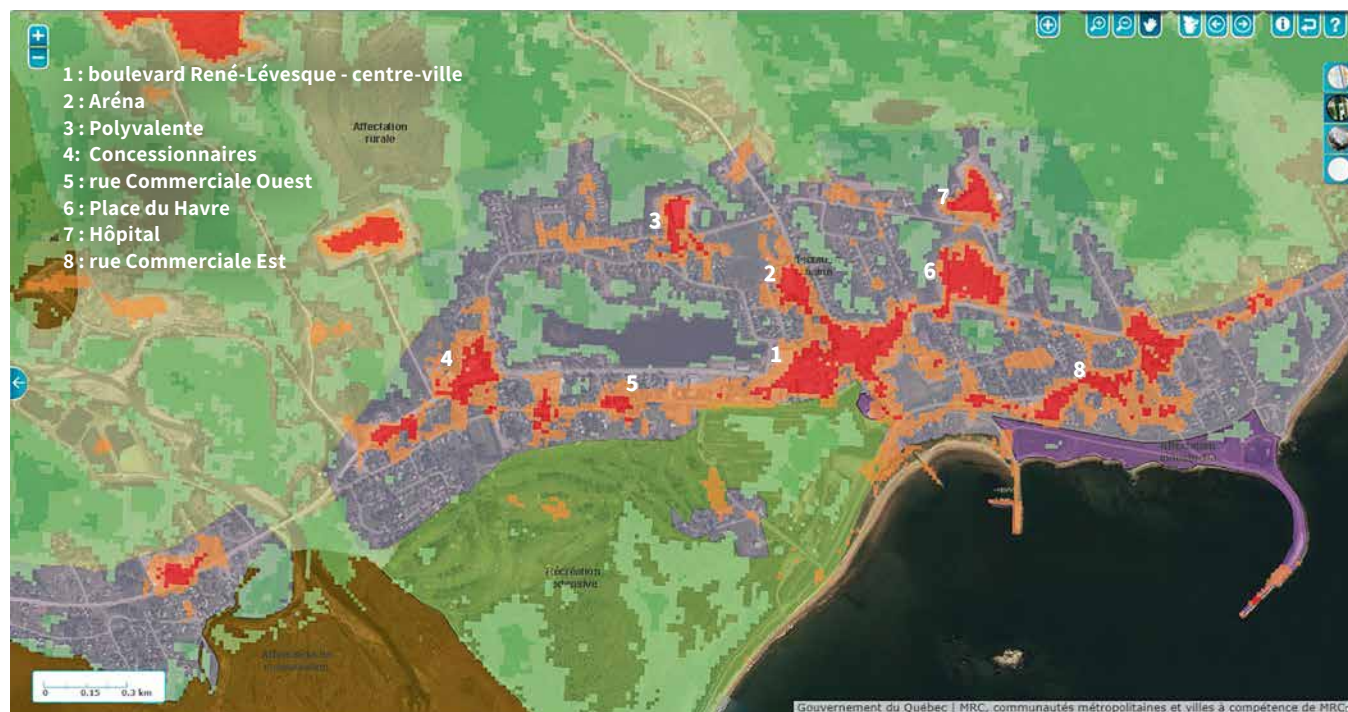 1 : boulevard René-Lévesque - centre-ville
2 : Aréna
3 : Polyvalente
4: Concessionnaires
5 : rue Commerciale Ouest
6 : Place du Havre
7 : Hôpital
8 : rue Commerciale Est
Affectation
rurale
3
7
2
6
1
4
5
8
Récréation
extensive
0 0.15 0.3 km
Gouvernement du Québec | MRC, communautés métropolitaines et villes à compétence de MRC